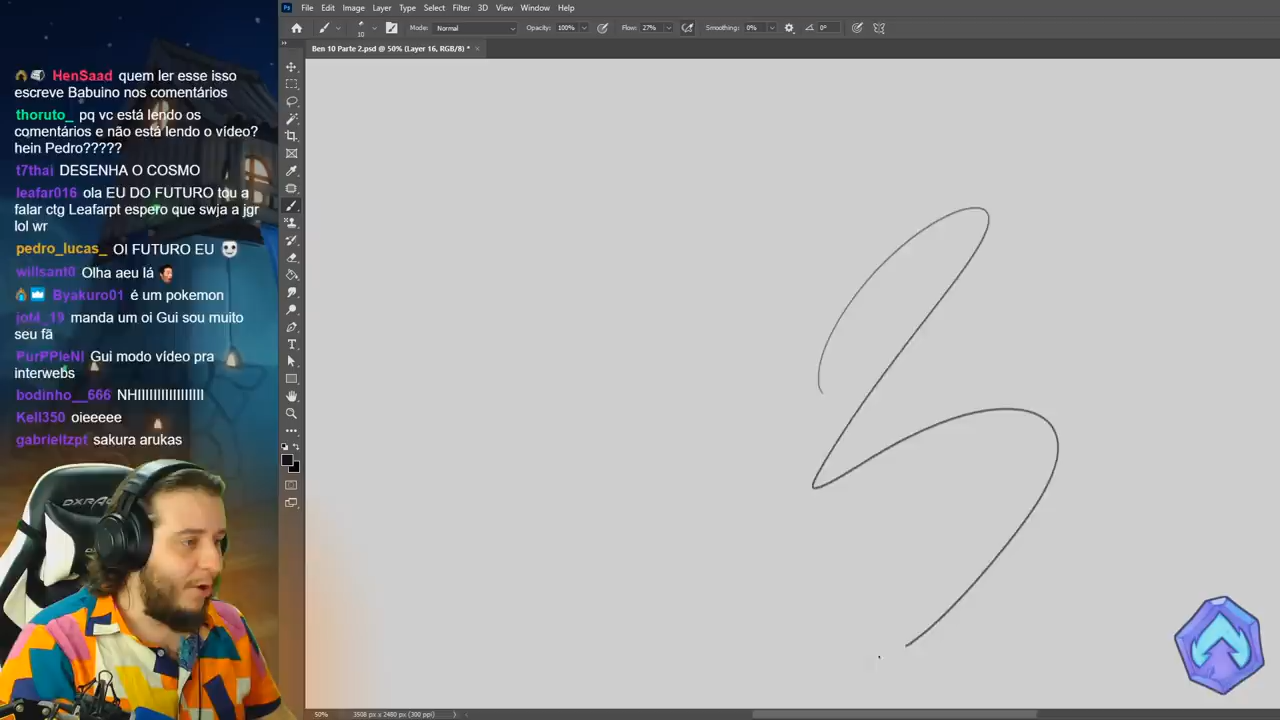 File Edit Image Layer Type Select Filter 3D View Window Help
10 Mode: Normal Opacity: 100% Flow: 27% Smoothing: 0% 0°
Ben 10 Parte 2.psd @ 50% (Layer 16, RGB/8) *
HenSaad quem ler esse isso
escreve Babuino nos comentários
thoruto_ pq vc está lendo os
comentários e não está lendo o vídeo?
hein Pedro?????
t7thai DESENHA O COSMO
leafar016 ola EU DO FUTURO tou a
falar ctg Leafarpt espero que swja a jgr
lol wr
pedro_lucas_ OI FUTURO EU
willsant0 Olha aeu lá
Byakuro01 é um pokemon
manda um oi Gui sou muito
seu fã
PurPPleNl Gui modo vídeo pra
interwebs
bodinho__666 NHIIIIIIIIIIIIIIIII
Kell350 oieeeee
gabrieltzpt sakura arukas
50% 3508 px x 2480 px (300 ppi)